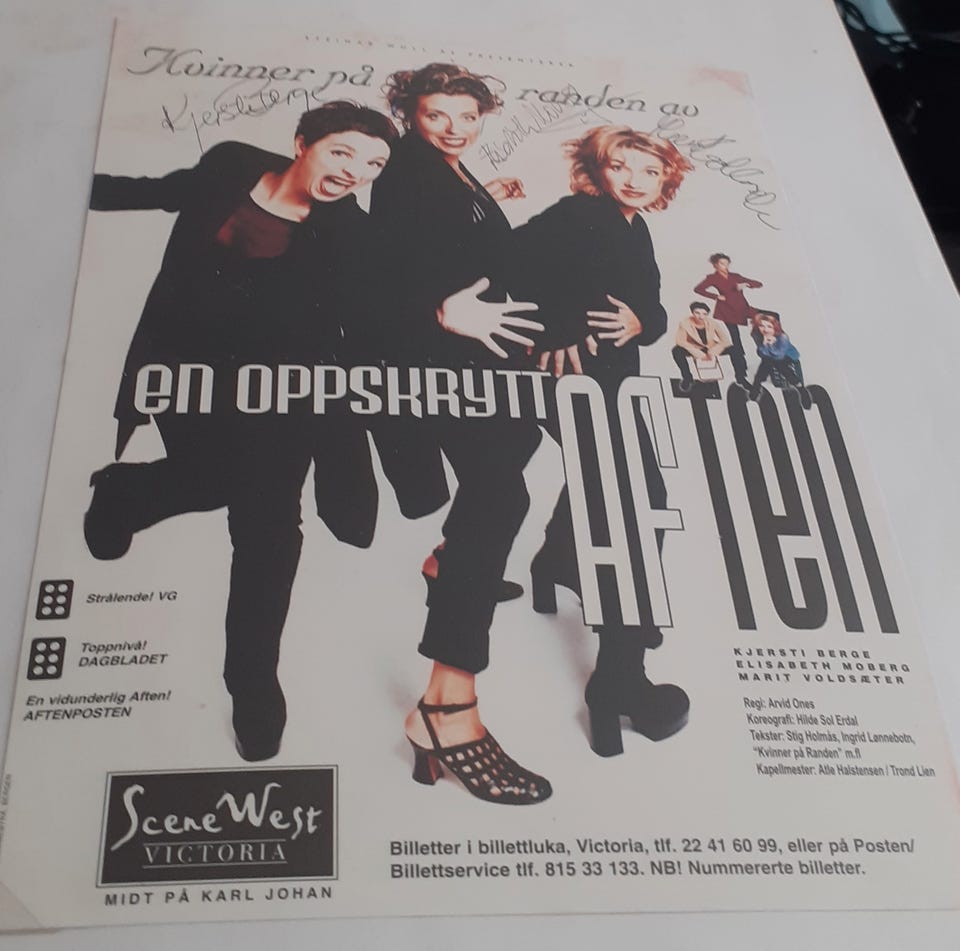 Kvinner på randen av
Kjersti Berge
en OPPSKRYTT
AFTen
Strålende! VG
Toppnivå!
DAGBLADET
En vidunderlig Aften!
AFTENPOSTEN
KJERSTI BERGE
ELISABETH MOBERG
MARIT VOLDSÆTER
Regi: Arvid Ones
Koreografi: Hilde Sol Erdal
Tekster: Stig Holmås, Ingrid Lønnebotn,
"Kvinner på Randen" m.fl
Kapellmester: Atle Halstensen / Trond Lien
Scene West
VICTORIA
MIDT PÅ KARL JOHAN
Billetter i billettluka, Victoria, tlf. 22 41 60 99, eller på Posten/
Billettservice tlf. 815 33 133. NB! Nummererte billetter.